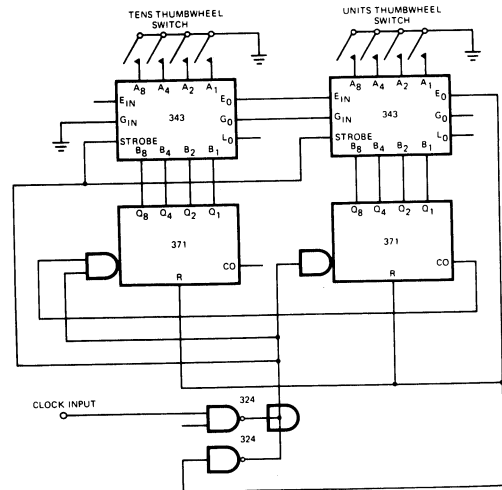 TENS THUMBWHEEL
SWITCH
UNITS THUMBWHEEL
SWITCH
A8 A4 A2 A1
EIN
E0
GIN
343
G0
STROBE
L0
B8 B4 B2 B1
A8 A4 A2 A1
EIN
E0
GIN
343
G0
STROBE
L0
B8 B4 B2 B1
Q8 Q4 Q2 Q1
371
CO
R
Q8 Q4 Q2 Q1
371
CO
R
CLOCK INPUT
324
324